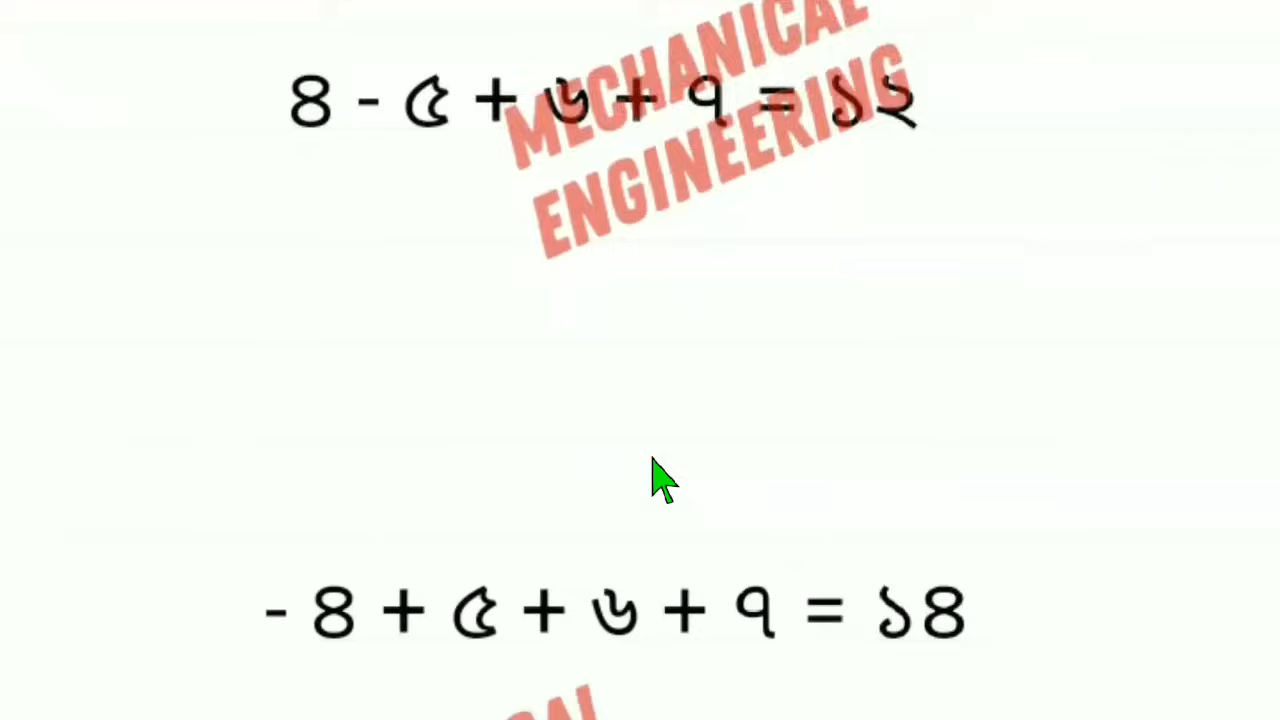 ৪ - ৫ + ৬ + ৭ = ১২
MECHANICAL
ENGINEERING
- ৪ + ৫ + ৬ + ৭ = ১৪